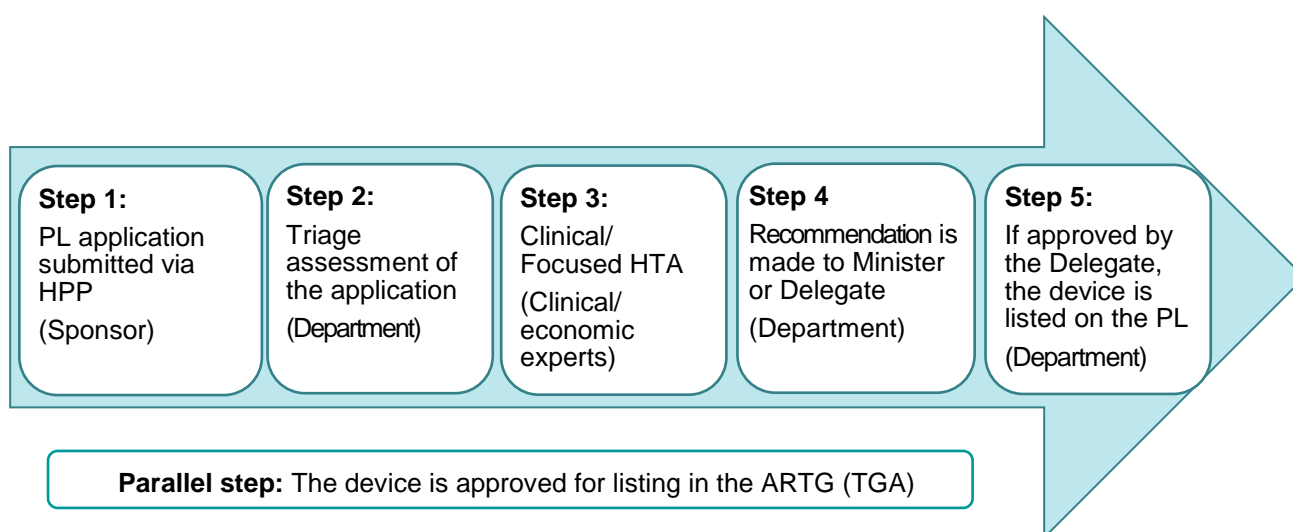 Step 1:
PL application
submitted via
HPP
(Sponsor)
Step 2:
Triage
assessment of
the application
(Department)
Step 3:
Clinical/
Focused HTA
(Clinical/
economic
experts)
Step 4
Recommendation is
made to Minister
or Delegate
(Department)
Step 5:
If approved by
the Delegate,
the device is
listed on the PL
(Department)
Parallel step: The device is approved for listing in the ARTG (TGA)